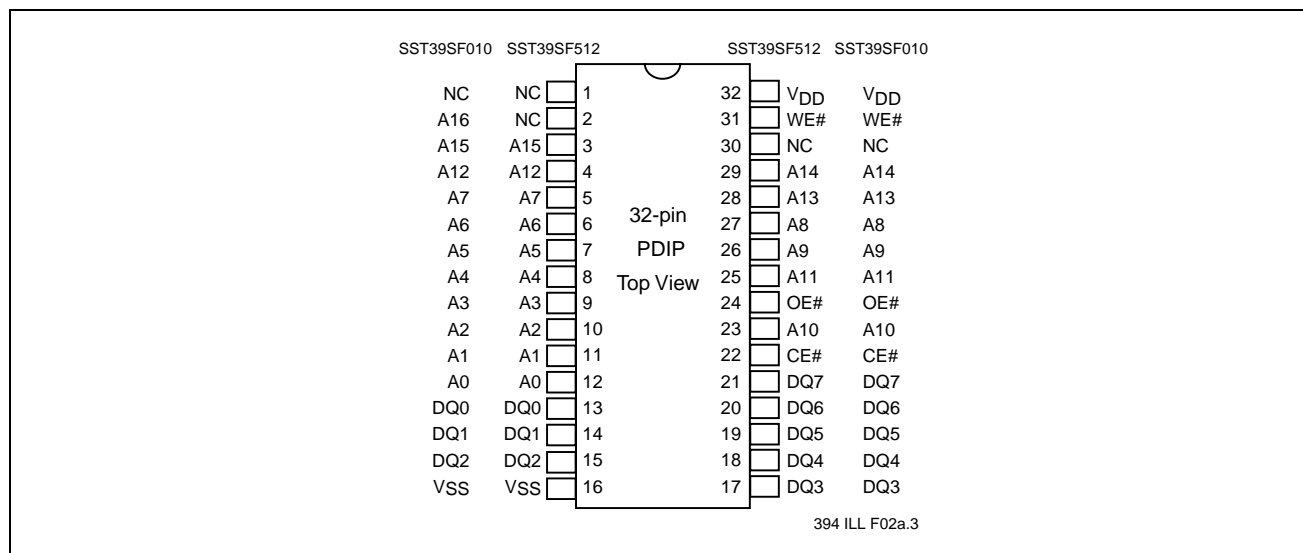 SST39SF010 SST39SF512 SST39SF512 SST39SF010
NC NC 1 32 VDD VDD
A16 NC 2 31 WE# WE#
A15 A15 3 30 NC NC
A12 A12 4 29 A14 A14
A7 A7 5 28 A13 A13
A6 A6 6 32-pin 27 A8 A8
A5 A5 7 PDIP 26 A9 A9
A4 A4 8 Top View 25 A11 A11
A3 A3 9 24 OE# OE#
A2 A2 10 23 A10 A10
A1 A1 11 22 CE# CE#
A0 A0 12 21 DQ7 DQ7
DQ0 DQ0 13 20 DQ6 DQ6
DQ1 DQ1 14 19 DQ5 DQ5
DQ2 DQ2 15 18 DQ4 DQ4
VSS VSS 16 17 DQ3 DQ3
394 ILL F02a.3